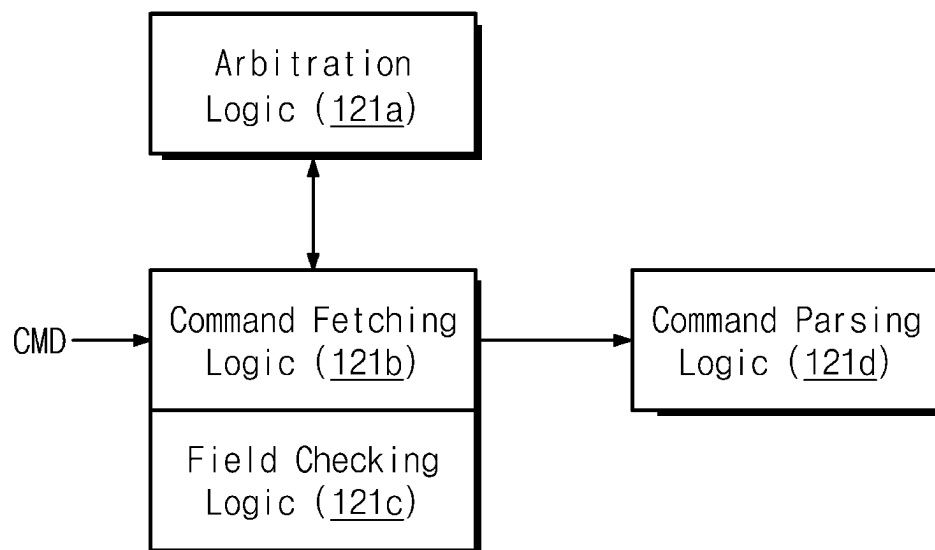 Arbitration
Logic (121a)
CMD
Command Fetching
Logic (121b)
Command Parsing
Logic (121d)
Field Checking
Logic (121c)